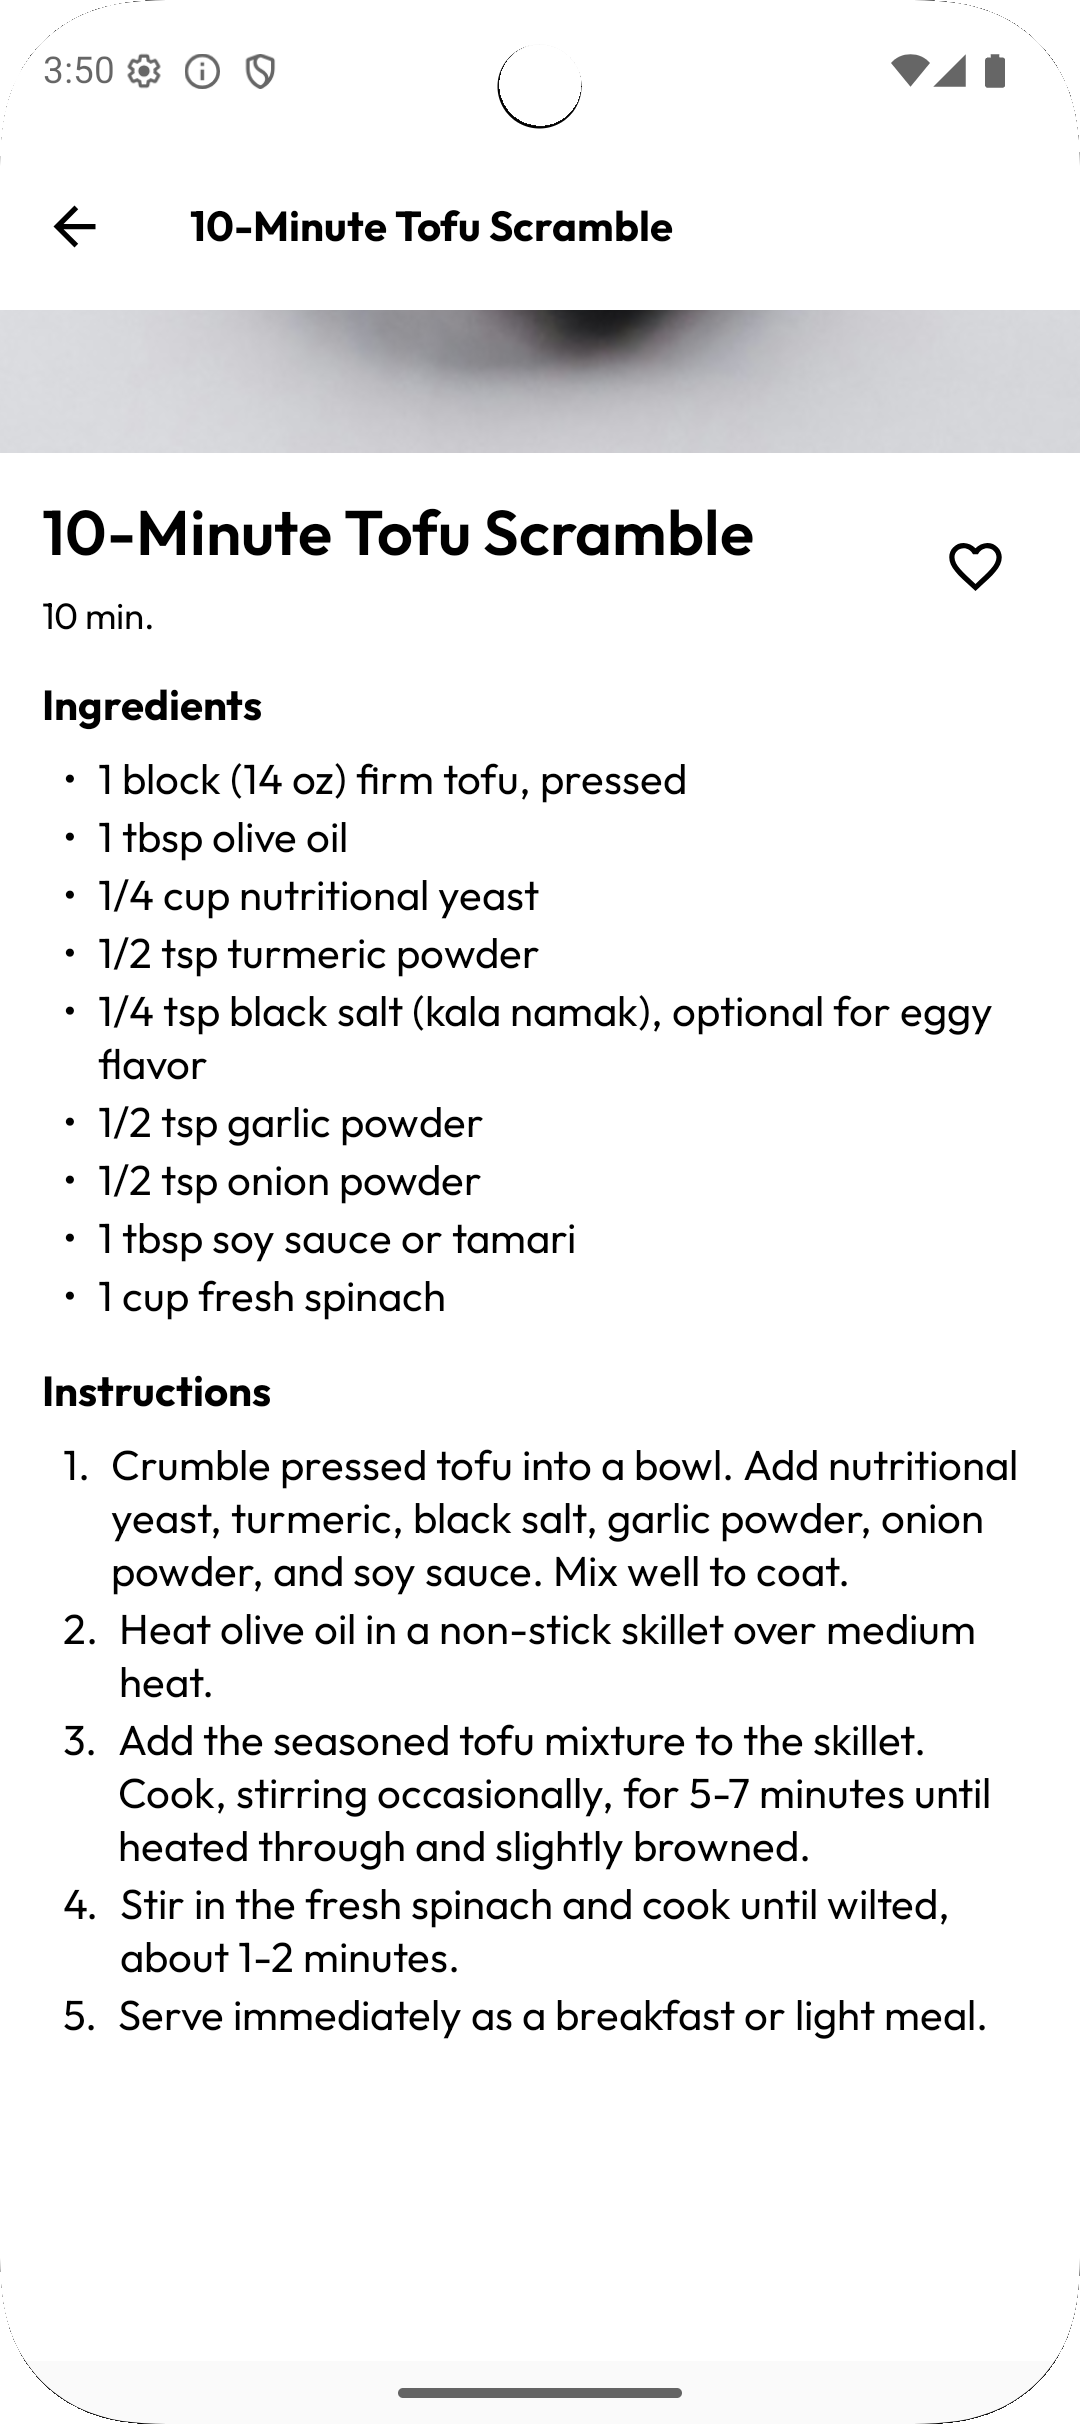 3:50
10-Minute Tofu Scramble
10-Minute Tofu Scramble
10 min.
Ingredients
• 1 block (14 oz) firm tofu, pressed
• 1 tbsp olive oil
• 1/4 cup nutritional yeast
• 1/2 tsp turmeric powder
• 1/4 tsp black salt (kala namak), optional for eggy
flavor
• 1/2 tsp garlic powder
• 1/2 tsp onion powder
• 1 tbsp soy sauce or tamari
• 1 cup fresh spinach
Instructions
1. Crumble pressed tofu into a bowl. Add nutritional
yeast, turmeric, black salt, garlic powder, onion
powder, and soy sauce. Mix well to coat.
2. Heat olive oil in a non-stick skillet over medium
heat.
3. Add the seasoned tofu mixture to the skillet.
Cook, stirring occasionally, for 5-7 minutes until
heated through and slightly browned.
4. Stir in the fresh spinach and cook until wilted,
about 1-2 minutes.
5. Serve immediately as a breakfast or light meal.